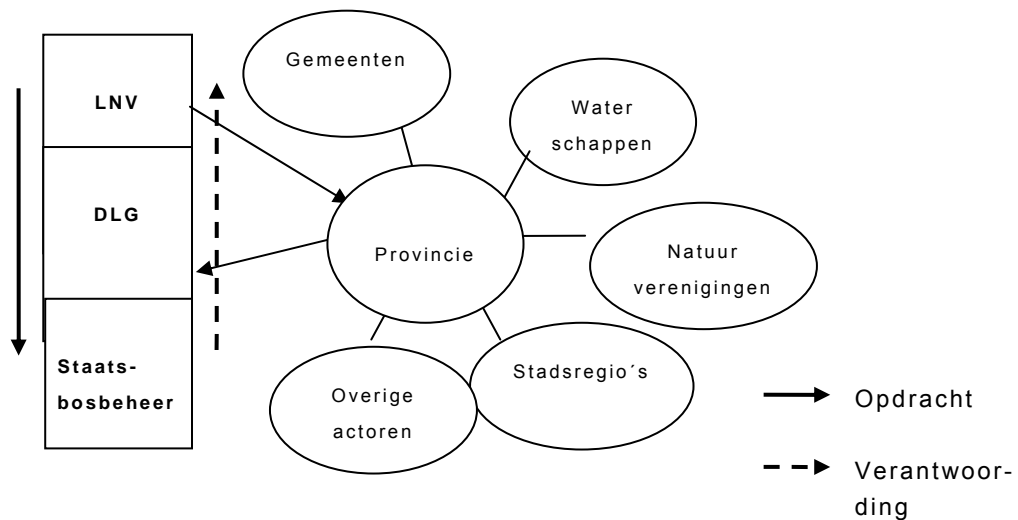 LNV
DLG
Staats-
bosbeheer
Gemeenten
Water
schappen
Provincie
Natuur
verenigingen
Stadsregio´s
Overige
actoren
Opdracht
Verantwoor-
ding